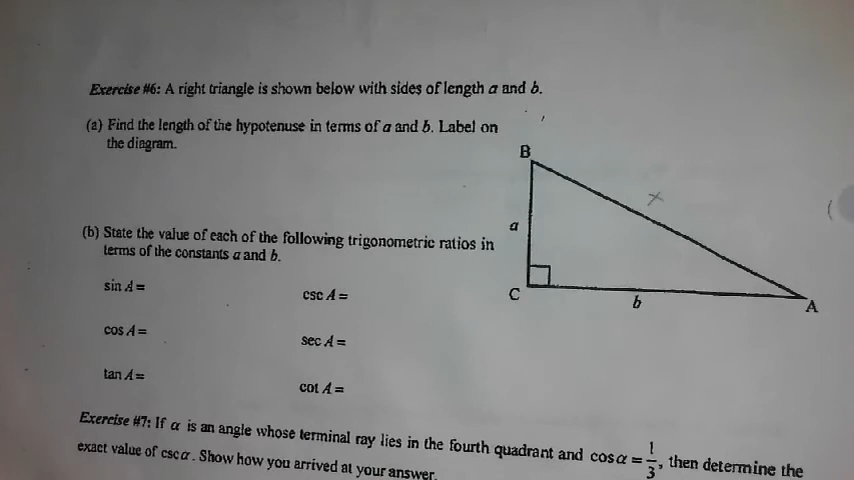 Exercise #6: A right triangle is shown below with sides of length a and b.
(a) Find the length of the hypotenuse in terms of a and b. Label on
the diagram.
B
x
a
C
b
A
(b) State the value of each of the following trigonometric ratios in
terms of the constants a and b.
sin A =
csc A =
cos A =
sec A =
tan A =
cot A =
Exercise #7: If α is an angle whose terminal ray lies in the fourth quadrant and cos α = 1/3, then determine the
exact value of csc α. Show how you arrived at your answer.